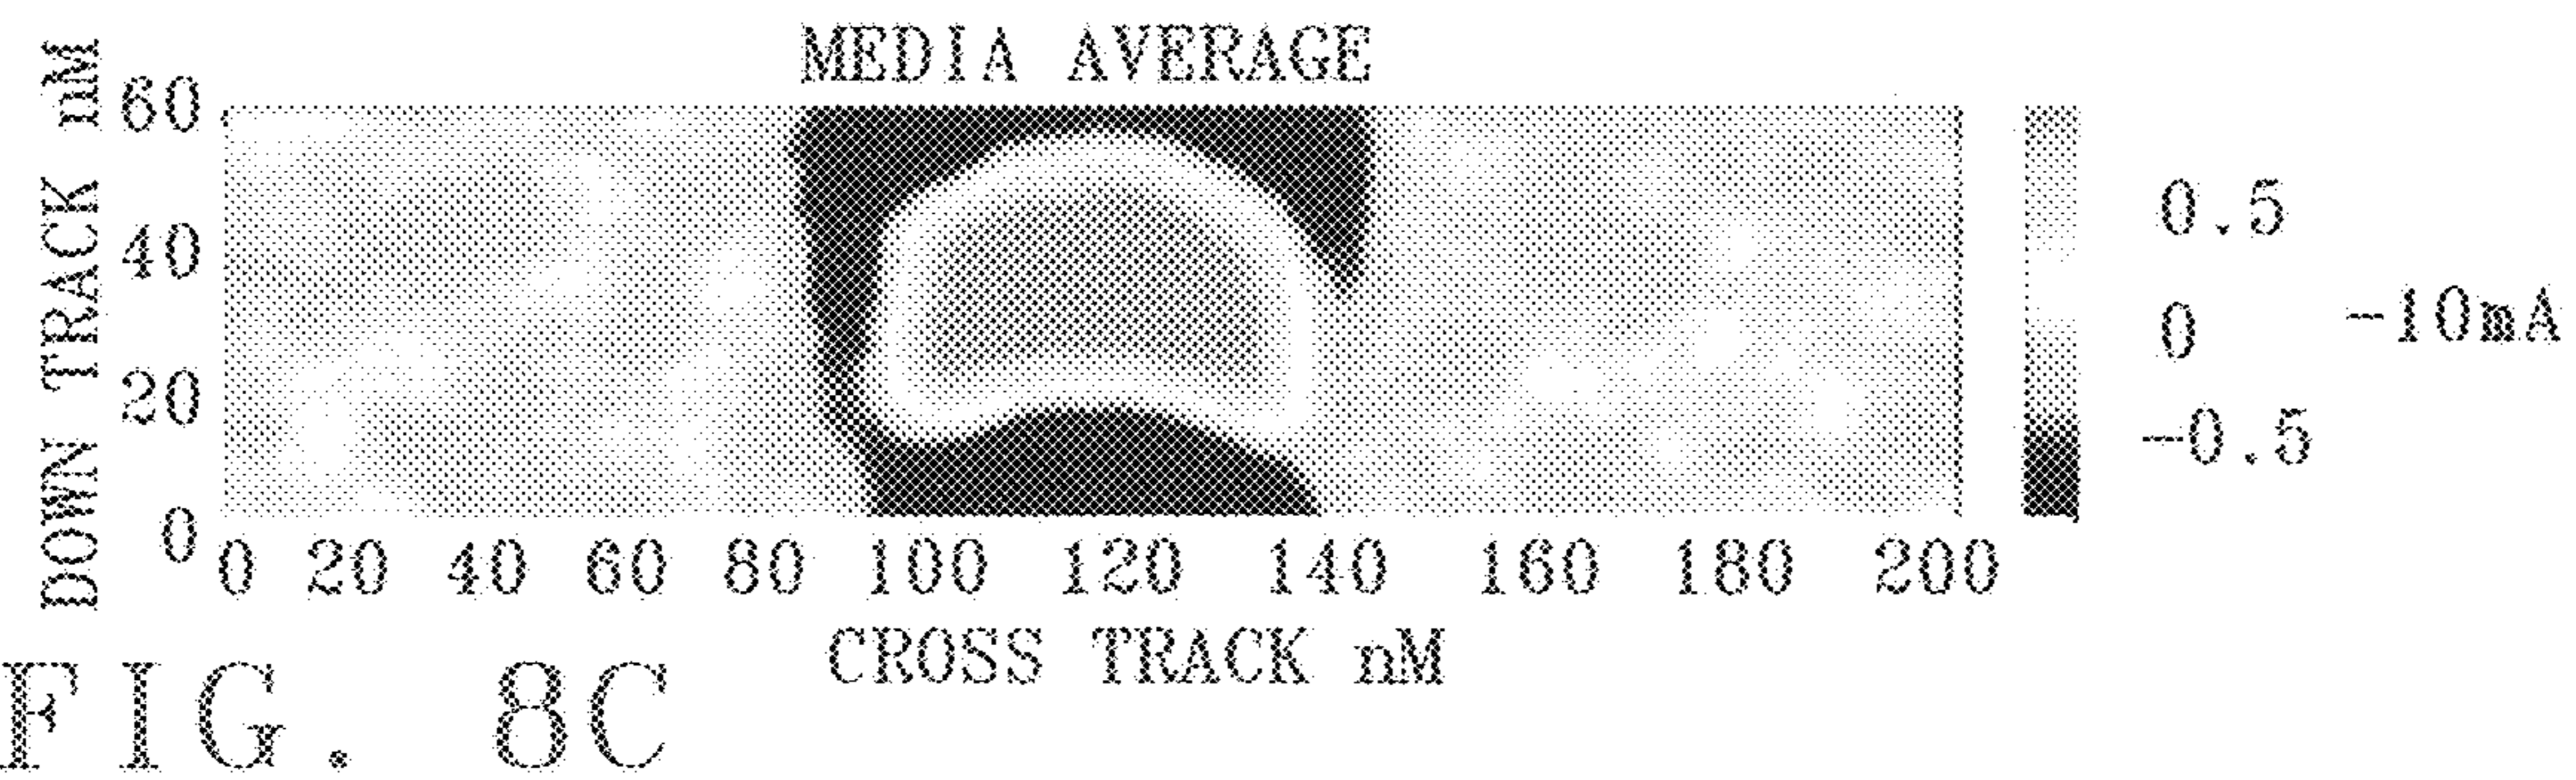 MEDIA AVERAGE
DOWN TRACK nM
60
40
20
0
0 20 40 60 80 100 120 140 160 180 200
CROSS TRACK nM
0.5
0
-0.5
-10mA
FIG. 8C